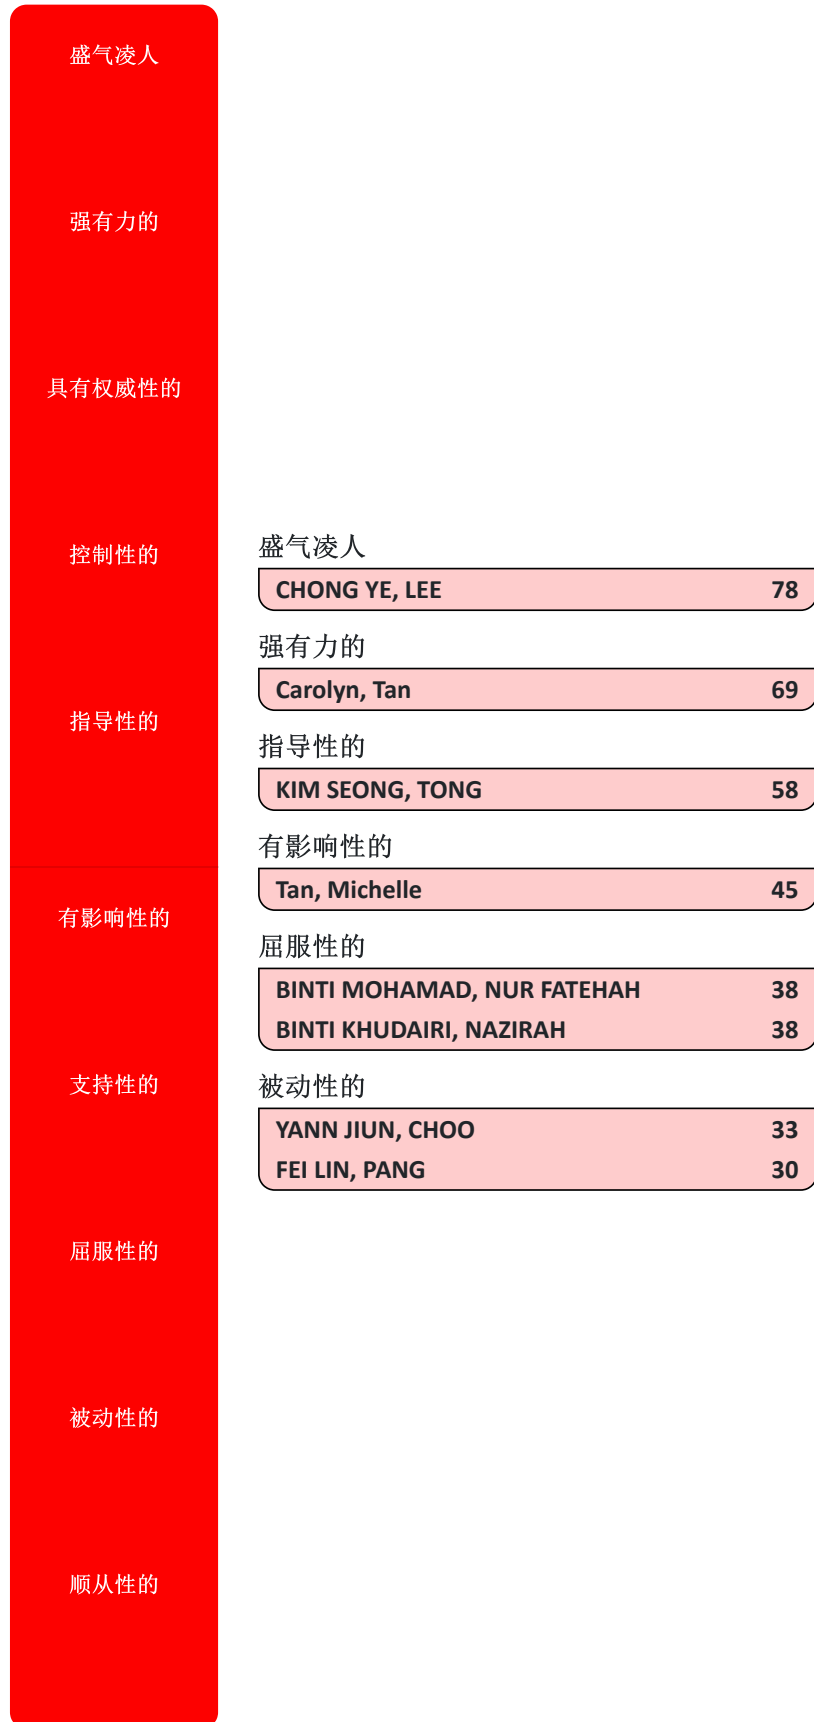 盛气凌人
强有力的
具有权威性的
控制性的
指导性的
有影响性的
支持性的
屈服性的
被动性的
顺从性的
盛气凌人
CHONG YE, LEE 78
强有力的
Carolyn, Tan 69
指导性的
KIM SEONG, TONG 58
有影响性的
Tan, Michelle 45
屈服性的
BINTI MOHAMAD, NUR FATEHAH 38
BINTI KHUDAIRI, NAZIRAH 38
被动性的
YANN JIUN, CHOO 33
FEI LIN, PANG 30